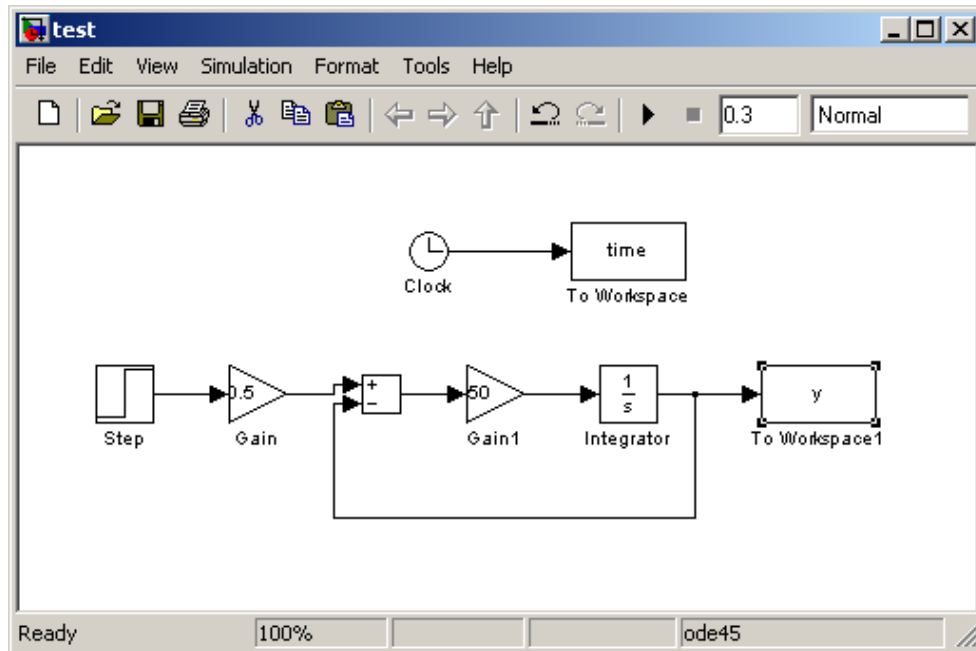 test
File Edit View Simulation Format Tools Help
0.3 Normal
time
Clock
To Workspace
0.5 + − 50 1 s y
Step Gain Gain1 Integrator To Workspace1
Ready 100% ode45